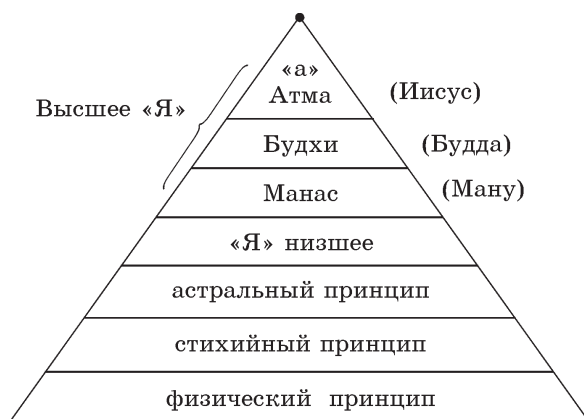 «а»
Высшее «Я» Атма (Иисус)
Будхи (Будда)
Манас (Ману)
«Я» низшее
астральный принцип
стихийный принцип
физический принцип